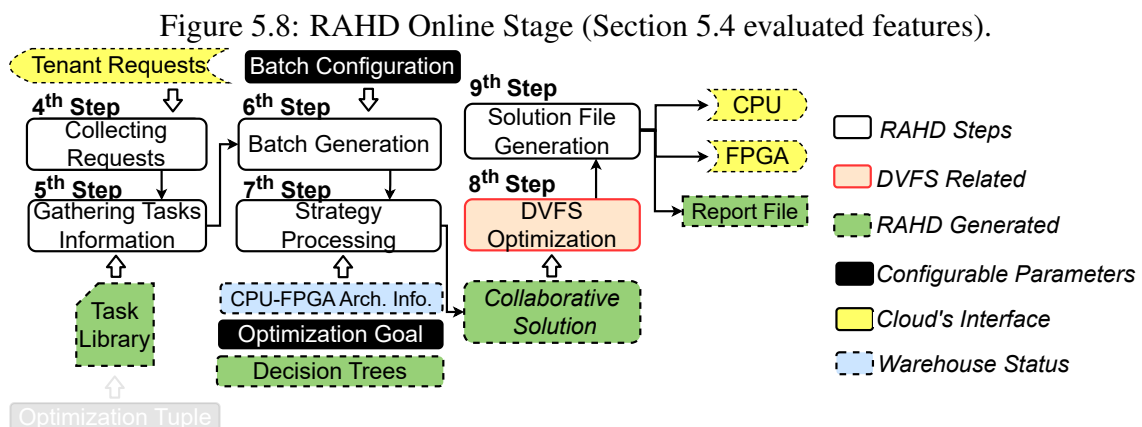 Figure 5.8: RAHD Online Stage (Section 5.4 evaluated features).
Tenant Requests
Batch Configuration
4th Step
Collecting
Requests
5th Step
Gathering Tasks
Information
Task
Library
Optimization Tuple
6th Step
Batch Generation
7th Step
Strategy
Processing
CPU-FPGA Arch. Info.
Optimization Goal
Decision Trees
9th Step
Solution File
Generation
8th Step
DVFS
Optimization
Collaborative
Solution
CPU
FPGA
Report File
RAHD Steps
DVFS Related
RAHD Generated
Configurable Parameters
Cloud's Interface
Warehouse Status